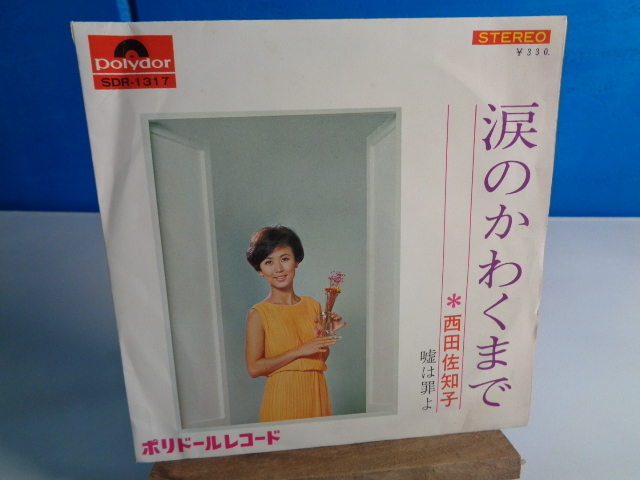 polydor
SDR-1317
STEREO
¥330.
涙のかわくまで
*西田佐知子
嘘は罪よ
ポリドールレコード